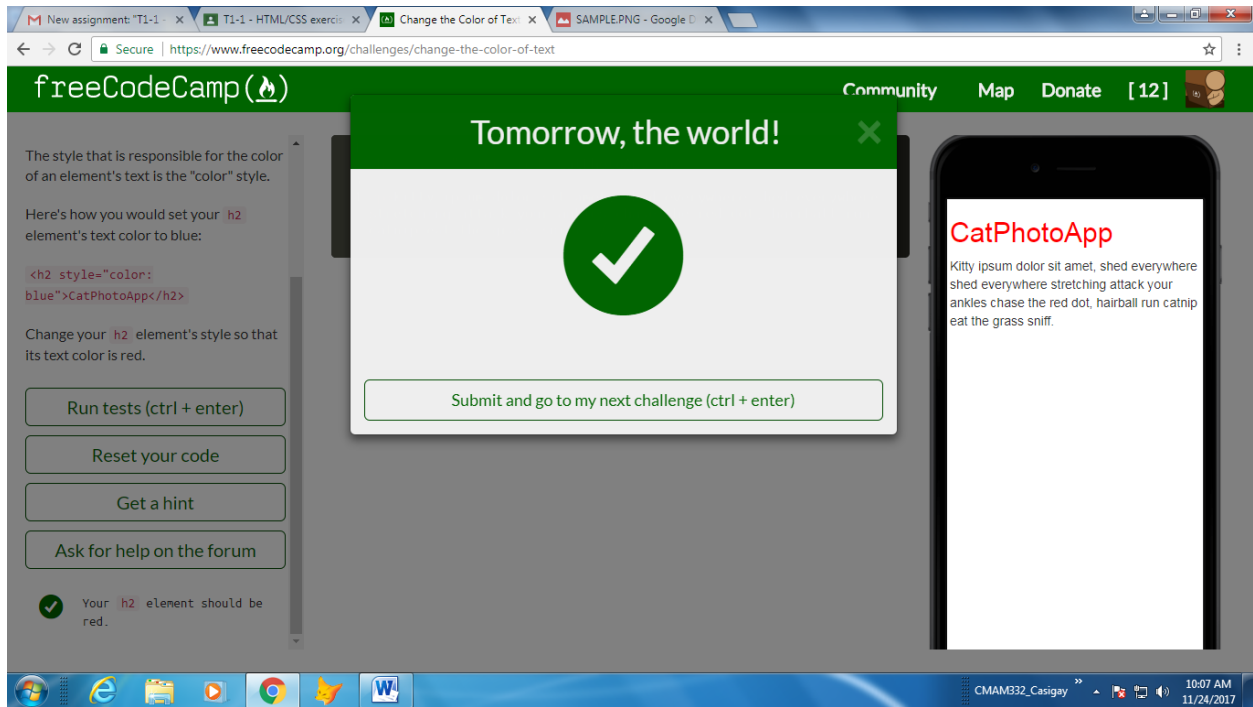 New assignment: "T1-1 -
T1-1 - HTML/CSS exercis
Change the Color of Tex
SAMPLE.PNG - Google D
Secure | https://www.freecodecamp.org/challenges/change-the-color-of-text
freeCodeCamp
Community Map Donate [ 12 ]
The style that is responsible for the color
of an element's text is the "color" style.
Here's how you would set your h2
element's text color to blue:
<h2 style="color:
blue">CatPhotoApp</h2>
Change your h2 element's style so that
its text color is red.
Run tests (ctrl + enter)
Reset your code
Get a hint
Ask for help on the forum
Your h2 element should be
red.
Tomorrow, the world!
Submit and go to my next challenge (ctrl + enter)
CatPhotoApp
Kitty ipsum dolor sit amet, shed everywhere
shed everywhere stretching attack your
ankles chase the red dot, hairball run catnip
eat the grass sniff.
CMAM332_Casigay
10:07 AM
11/24/2017